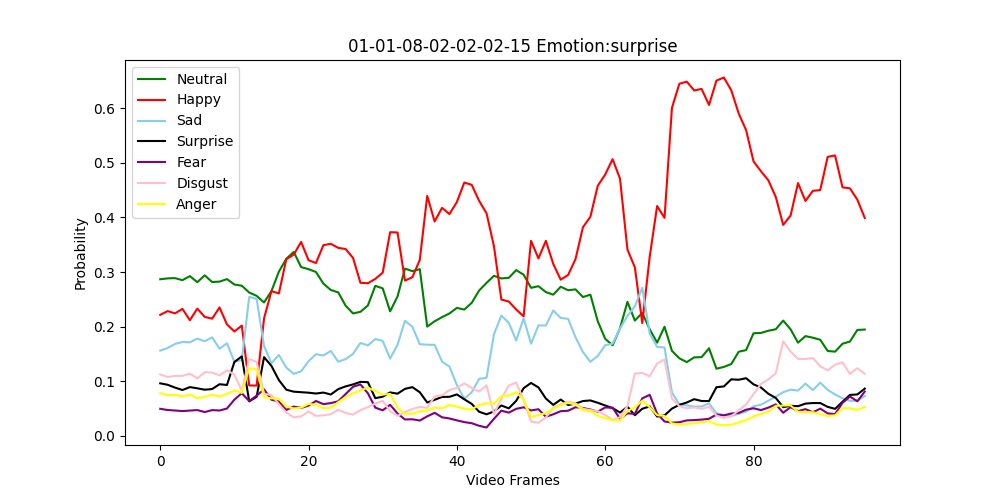 01-01-08-02-02-02-15 Emotion:surprise
Neutral
Happy
Sad
Surprise
Fear
Disgust
Anger
Probability
0.6
0.5
0.4
0.3
0.2
0.1
0.0
0 20 40 60 80
Video Frames